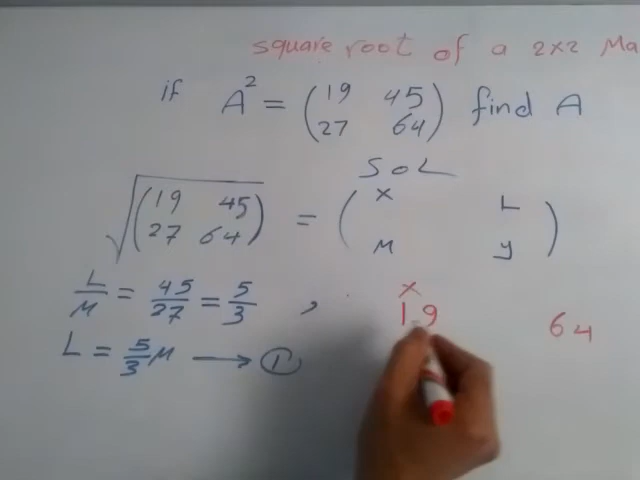 square root of a 2x2 Ma
if A² = (19 45 27 64) find A
SOL
√(19 45 27 64) = (x L M y)
L/M = 45/27 = 5/3 ,
L = 5/3 M → ①
x
19 64